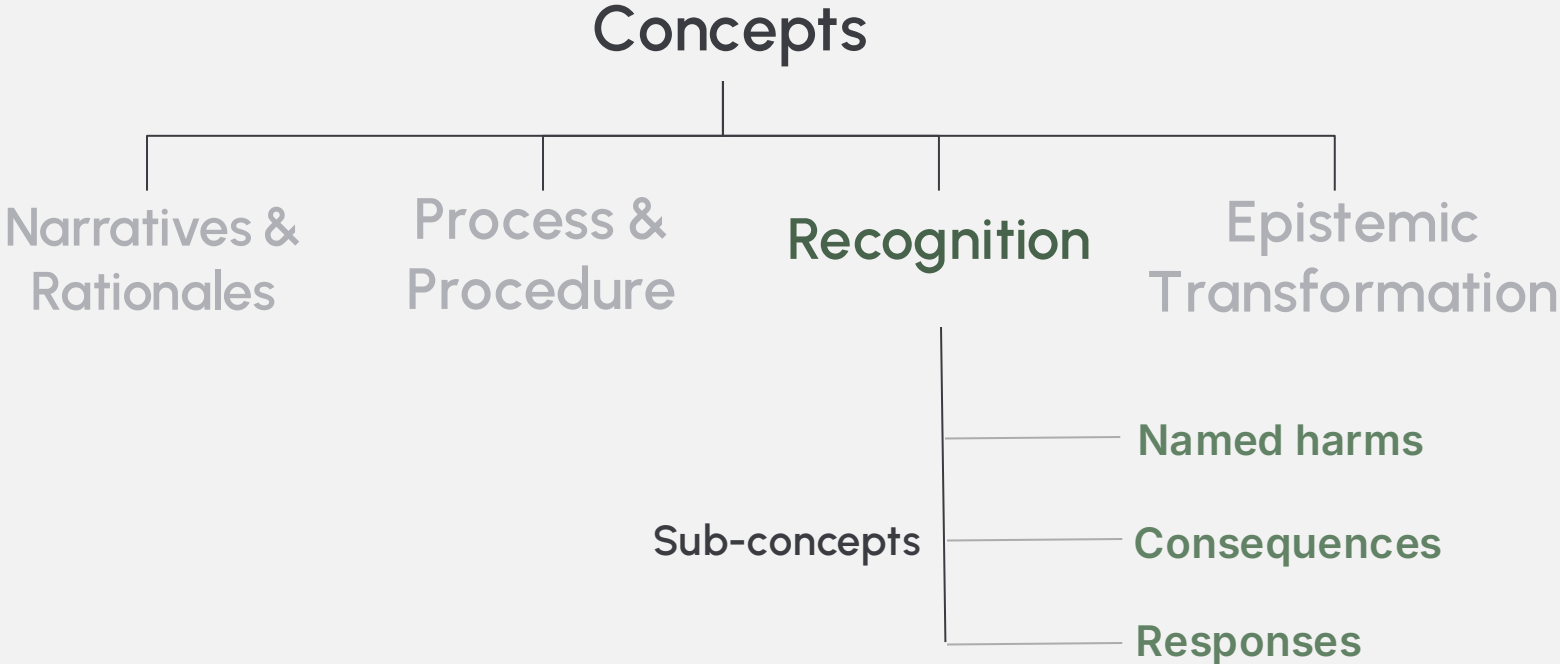 Concepts
Narratives &
Rationales
Process &
Procedure
Recognition
Epistemic
Transformation
Named harms
Sub-concepts
Consequences
Responses